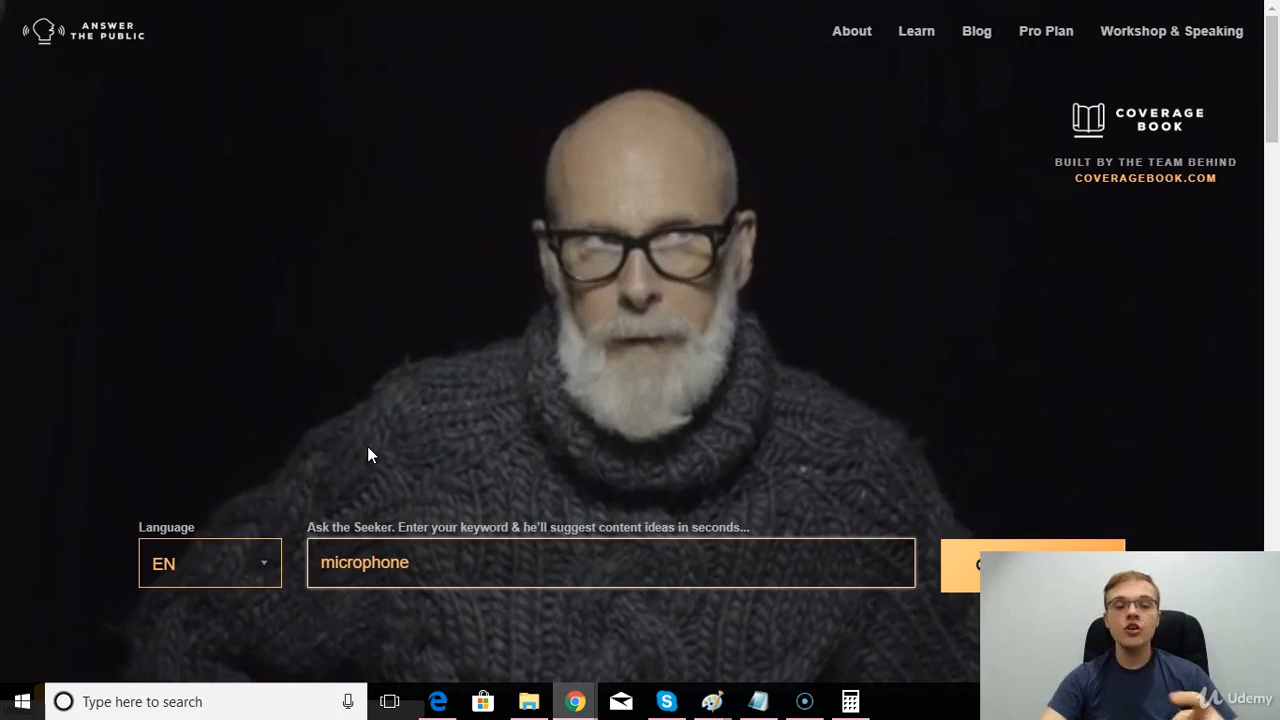 ANSWER
THE PUBLIC
About Learn Blog Pro Plan Workshop & Speaking
COVERAGE
BOOK
BUILT BY THE TEAM BEHIND
COVERAGEBOOK.COM
Language
Ask the Seeker. Enter your keyword & he'll suggest content ideas in seconds...
EN
microphone
Type here to search
Udemy